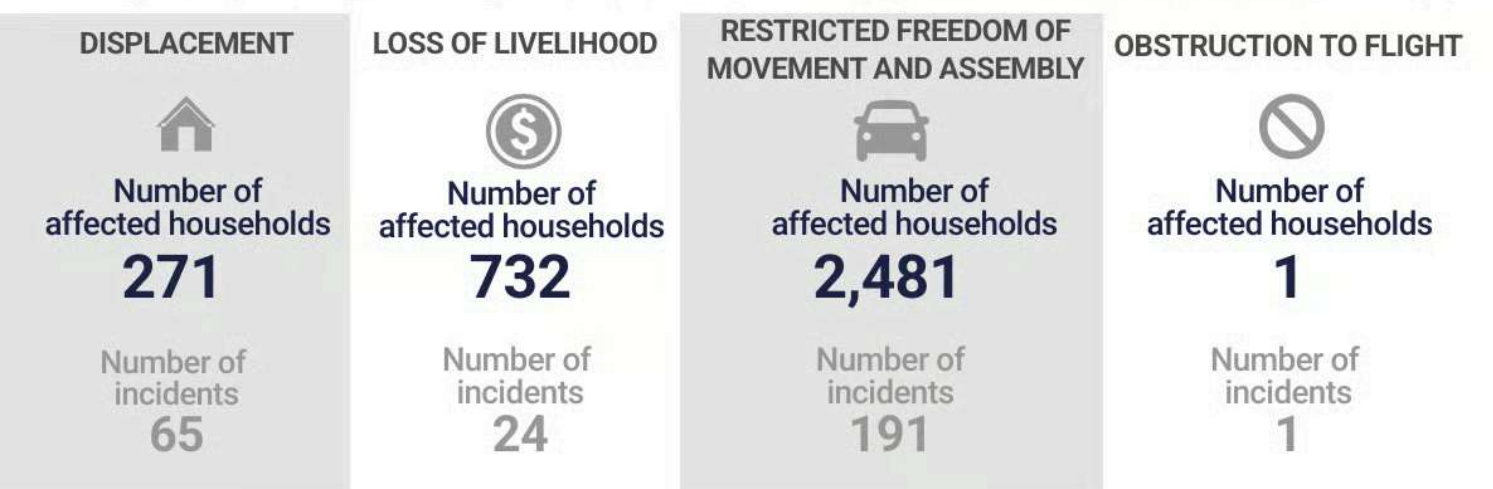 DISPLACEMENT
Number of
affected households
271
Number of
incidents
65
LOSS OF LIVELIHOOD
Number of
affected households
732
Number of
incidents
24
RESTRICTED FREEDOM OF
MOVEMENT AND ASSEMBLY
Number of
affected households
2,481
Number of
incidents
191
OBSTRUCTION TO FLIGHT
Number of
affected households
1
Number of
incidents
1